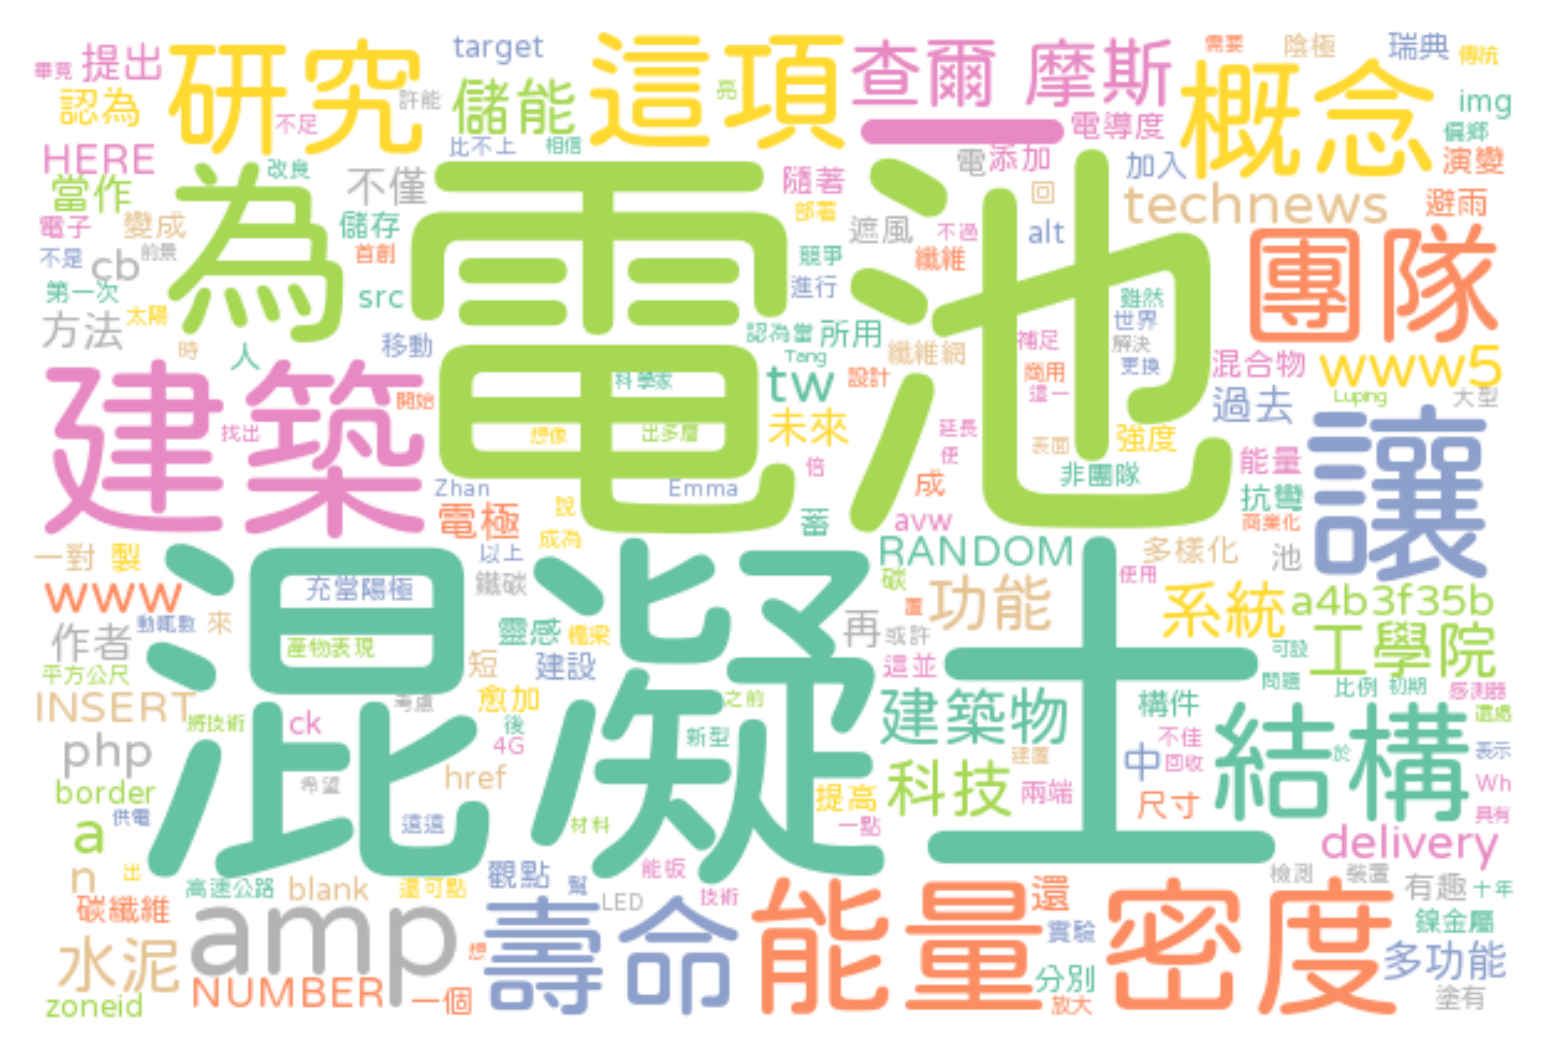 畢竟 提出 研究 target 這項 查爾 摩斯 需要 陰極 瑞典 傳統
認為 不足 許能 儲能 亮 一 電導度 概念 img
HERE 比不上 相信 偏鄉
當作 改良 不僅 隨著 電 添加 加入 演變
電子 變成 為 儲存 電池 部署 遮風 回 不過 alt technews 避雨
不是 cb 前景 首創 競爭 纖維 團隊
第一次 src 進行 雖然
方法 太陽 時 人 移動 認為當 所用 纖維網 補足 世界 解決
建築 開始 科學家 Tang tw 設計 商用 更換 混合物 www5
找出 想像 出多層 未來 延長 這一 強度 過去 Luping 大型
Zhan Emma 倍 使 表面 非團隊 能量 讓
電極 說 蓄 成 avw 抗彎 商業化
一對 製 以上 成為 RANDOM 多樣化 池
www 混凝土 充當陽極 鐵碳 碳 使用
作者 動輒數 來 靈感 橋梁 再 置 功能 系統 a4b3f35b
平方公尺 產物表現 短 建設 或許 這並 可設 工學院
INSERT 考慮 愈加 之前 建築物 構件 問題 比例 初期 感測器
php 將技術 ck 後 4G 新型 建置 不佳 結構 於 還處
border 希望 href 科技 兩端 中 回收 表示 Wh
a 供電 遠遠 材料 提高 一點 尺寸 具有
n 出 高速公路 blank 還可點 觀點 幫 能板 檢測 裝置 delivery
碳纖維 amp LED 技術 還 有趣 十年
水泥 想 壽命 能量密度 實驗 鎳金屬
zoneid NUMBER 一個 分別 放大 多功能 塗有